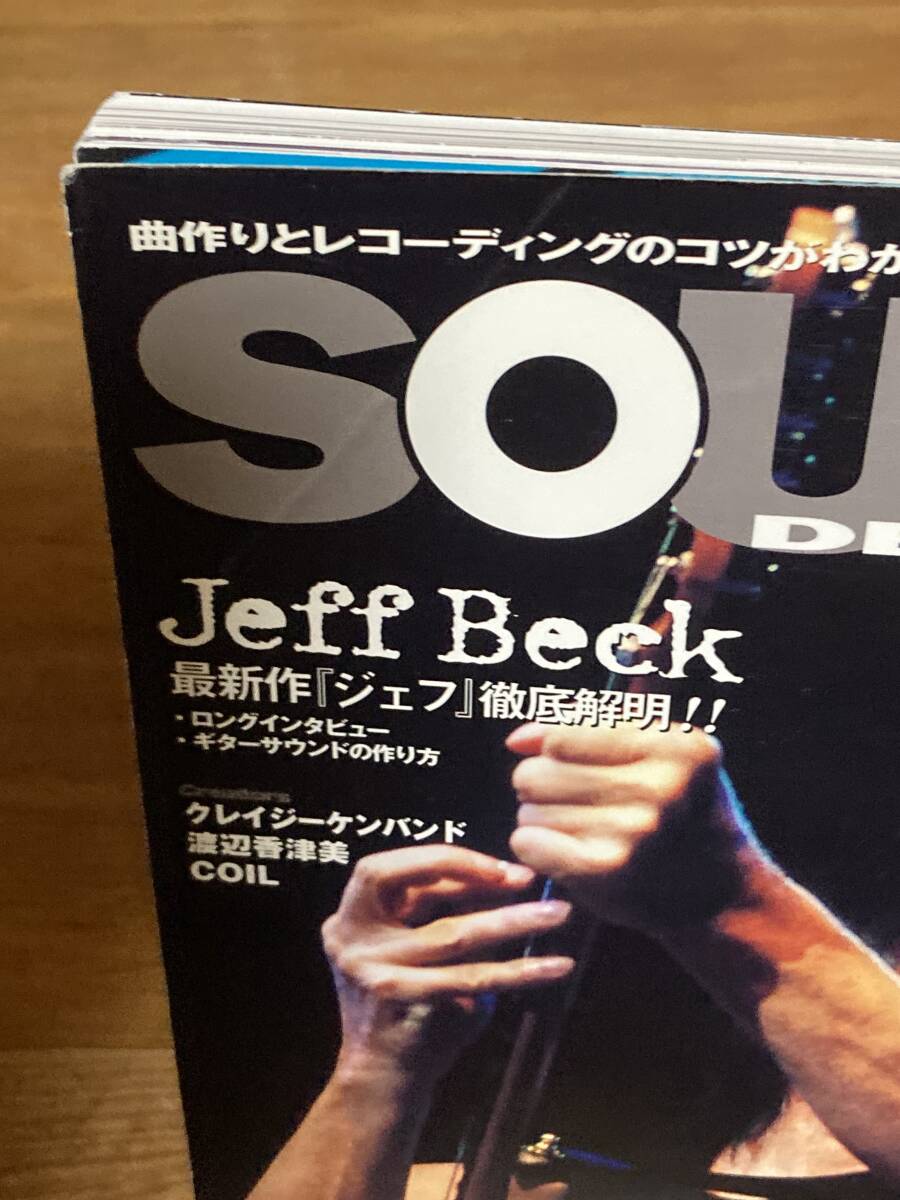 曲作りとレコーディングのコツがわか
SOU
DE
Jeff Beck
最新作『ジェフ』徹底解明!!
・ロングインタビュー
・ギターサウンドの作り方
Creators
クレイジーケンバンド
渡辺香津美
COIL